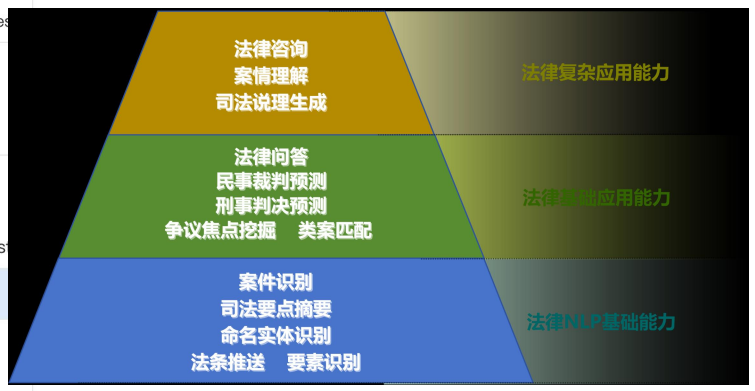 法律咨询
案情理解
司法说理生成
法律复杂应用能力
法律问答
民事裁判预测
刑事判决预测
争议焦点挖掘 类案匹配
法律基础应用能力
案件识别
司法要点摘要
命名实体识别
法条推送 要素识别
法律NLP基础能力